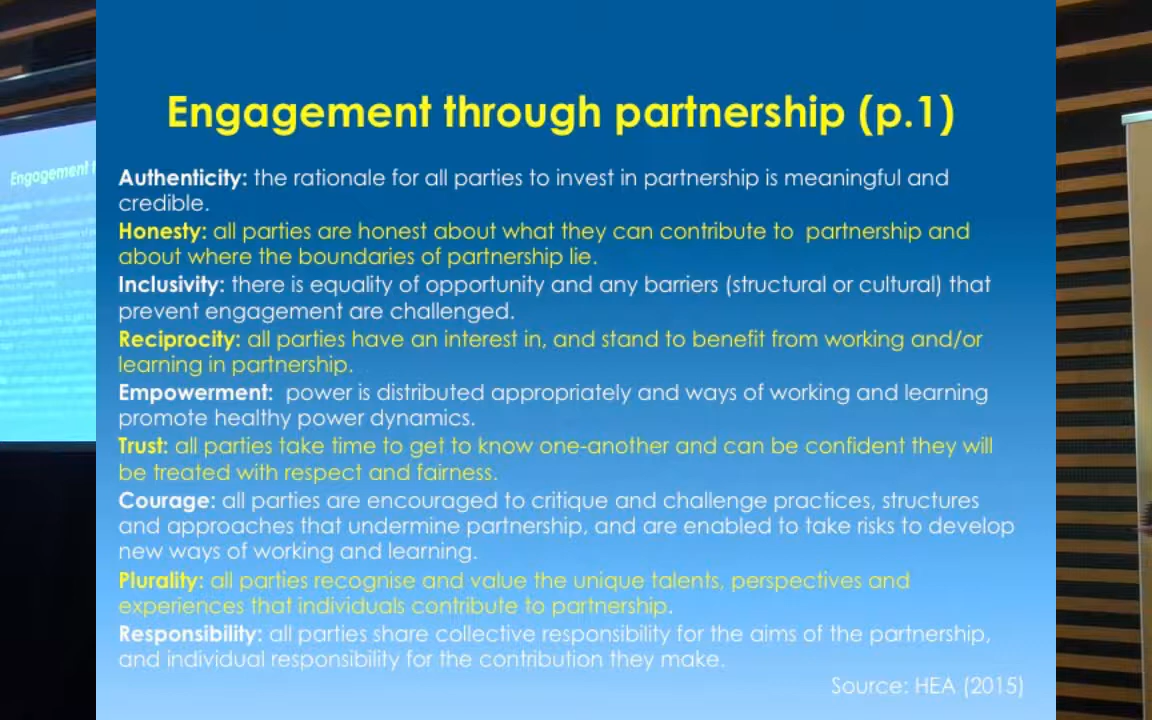 Engagement through partnership (p.1)
Authenticity: the rationale for all parties to invest in partnership is meaningful and
credible.
Honesty: all parties are honest about what they can contribute to  partnership and
about where the boundaries of partnership lie.
Inclusivity: there is equality of opportunity and any barriers (structural or cultural) that
prevent engagement are challenged.
Reciprocity: all parties have an interest in, and stand to benefit from working and/or
learning in partnership.
Empowerment:  power is distributed appropriately and ways of working and learning
promote healthy power dynamics.
Trust: all parties take time to get to know one-another and can be confident they will
be treated with respect and fairness.
Courage: all parties are encouraged to critique and challenge practices, structures
and approaches that undermine partnership, and are enabled to take risks to develop
new ways of working and learning.
Plurality: all parties recognise and value the unique talents, perspectives and
experiences that individuals contribute to partnership.
Responsibility: all parties share collective responsibility for the aims of the partnership,
and individual responsibility for the contribution they make.
Source: HEA (2015)
Engagement